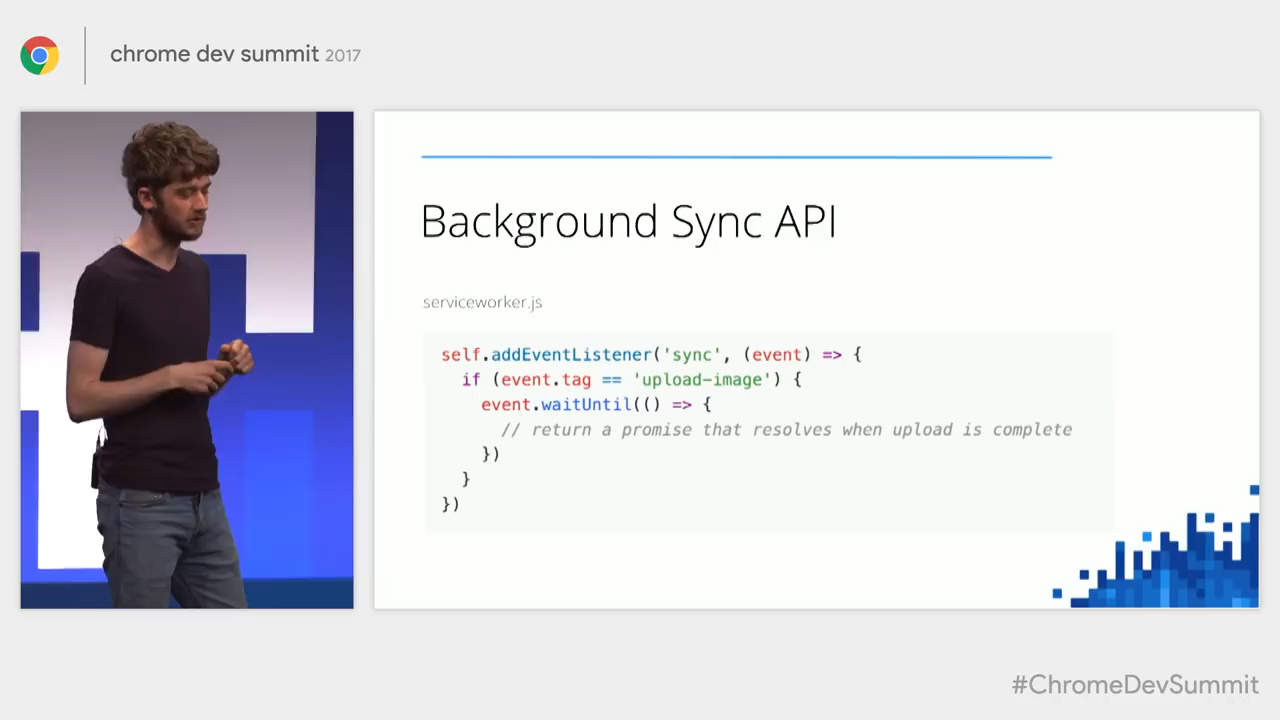 chrome dev summit 2017
Background Sync API
serviceworker.js
self.addEventListener('sync', (event) => {
  if (event.tag == 'upload-image') {
    event.waitUntil(() => {
      // return a promise that resolves when upload is complete
    })
  }
})
#ChromeDevSummit